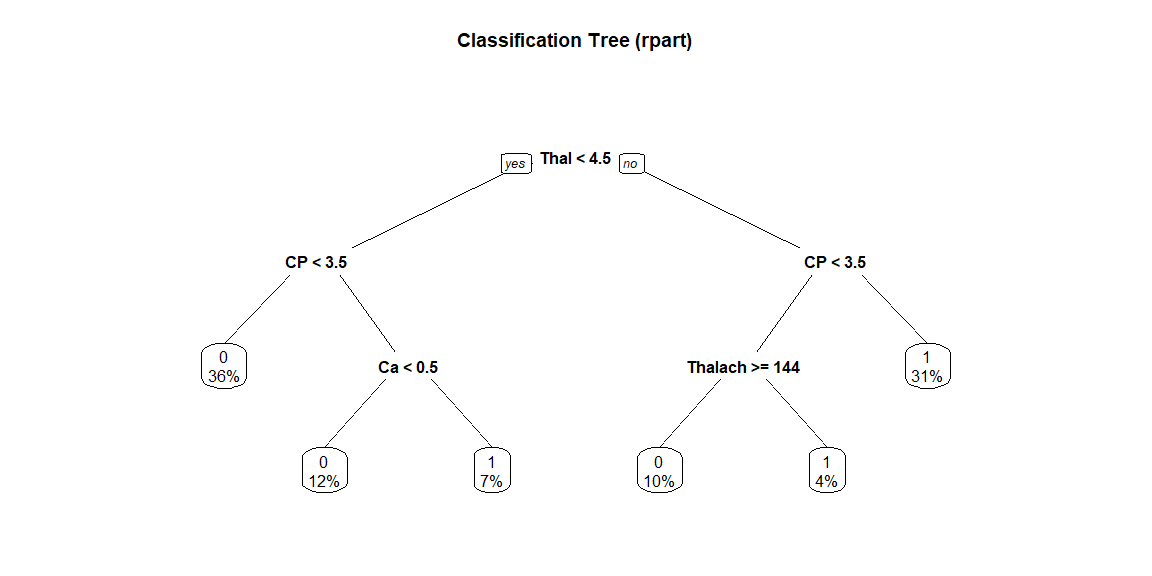 Classification Tree (rpart)
yes Thal < 4.5 no
CP < 3.5
CP < 3.5
0
36%
Ca < 0.5
Thalach >= 144
1
31%
0
12%
1
7%
0
10%
1
4%